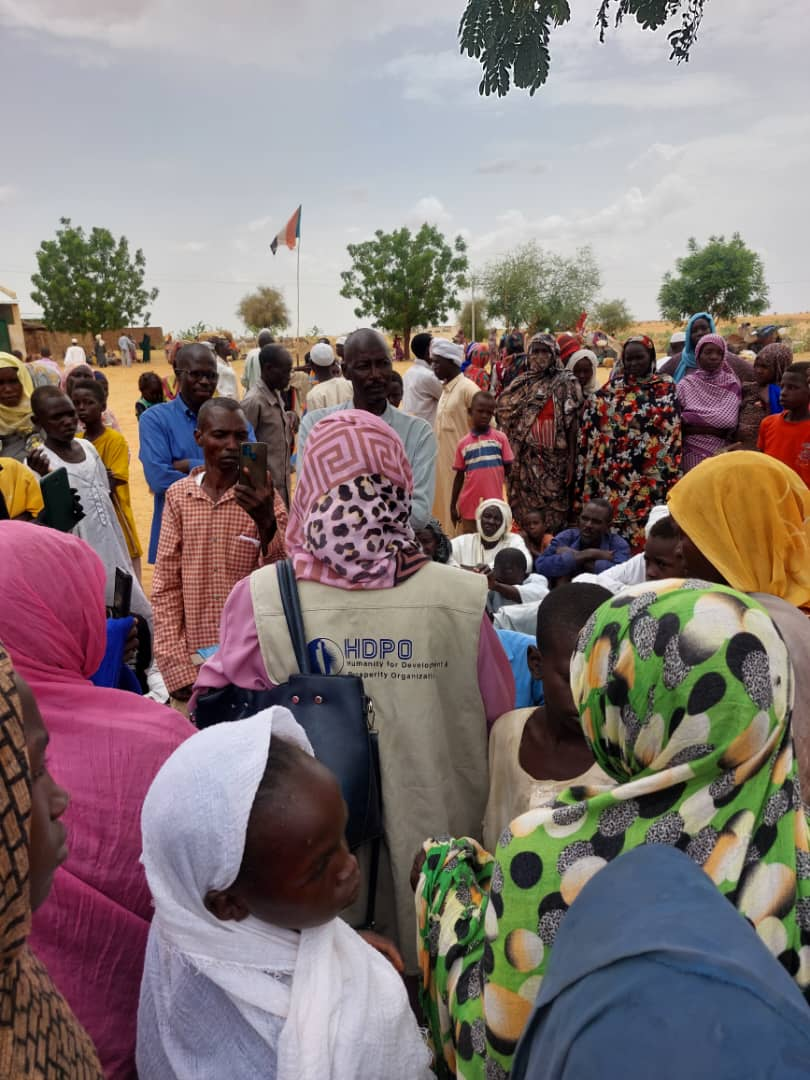 HDPO
Humanity for Development &
Prosperity Organization